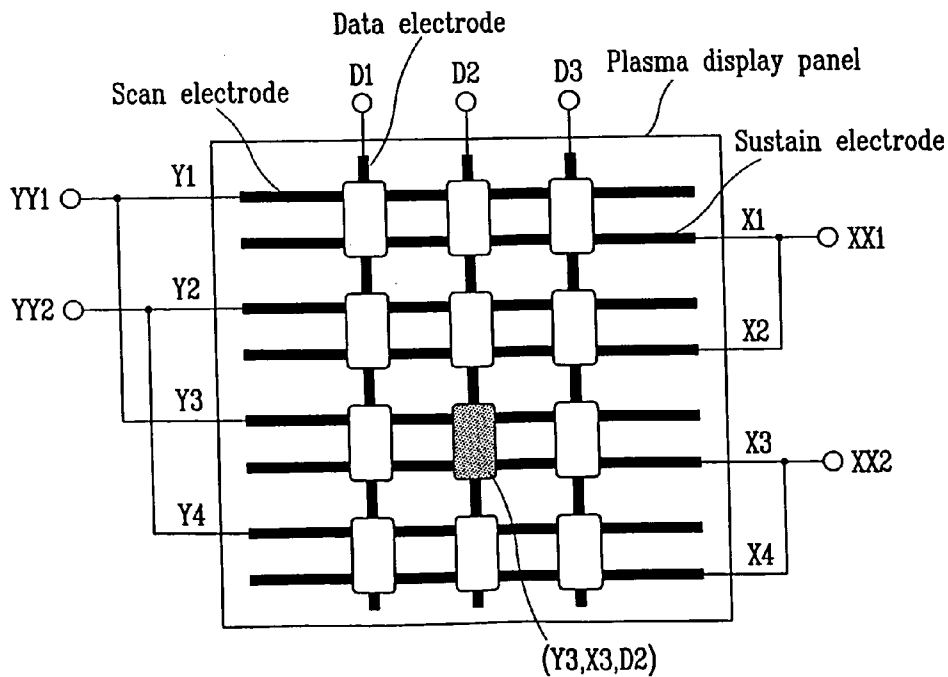 Data electrode
Plasma display panel
D1 D2 D3
Scan electrode
Sustain electrode
Y1
YY1
X1
XX1
Y2
YY2
X2
Y3
X3
XX2
Y4
X4
(Y3,X3,D2)